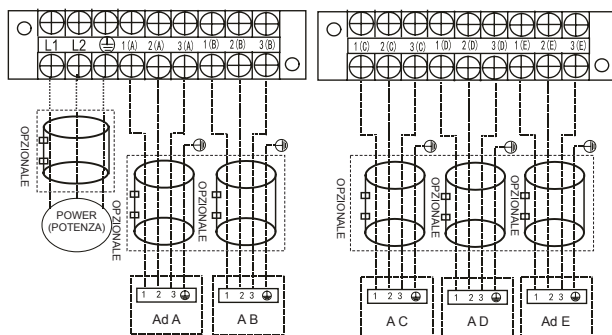 L1 L2 1(A) 2(A) 3(A) 1(B) 2(B) 3(B)
1(C) 2(C) 3(C) 1(D) 2(D) 3(D) 1(E) 2(E) 3(E)
OPZIONALE
POWER
(POTENZA)
OPZIONALE
OPZIONALE
OPZIONALE
OPZIONALE
OPZIONALE
1 2 3
1 2 3
1 2 3
1 2 3
1 2 3
Ad A
A B
A C
A D
Ad E